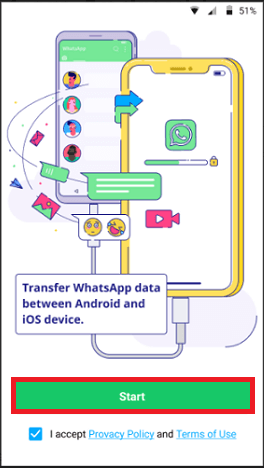 51%
WhatsApp
Transfer WhatsApp data
between Android and
iOS device.
Start
I accept Privacy Policy and Terms of Use